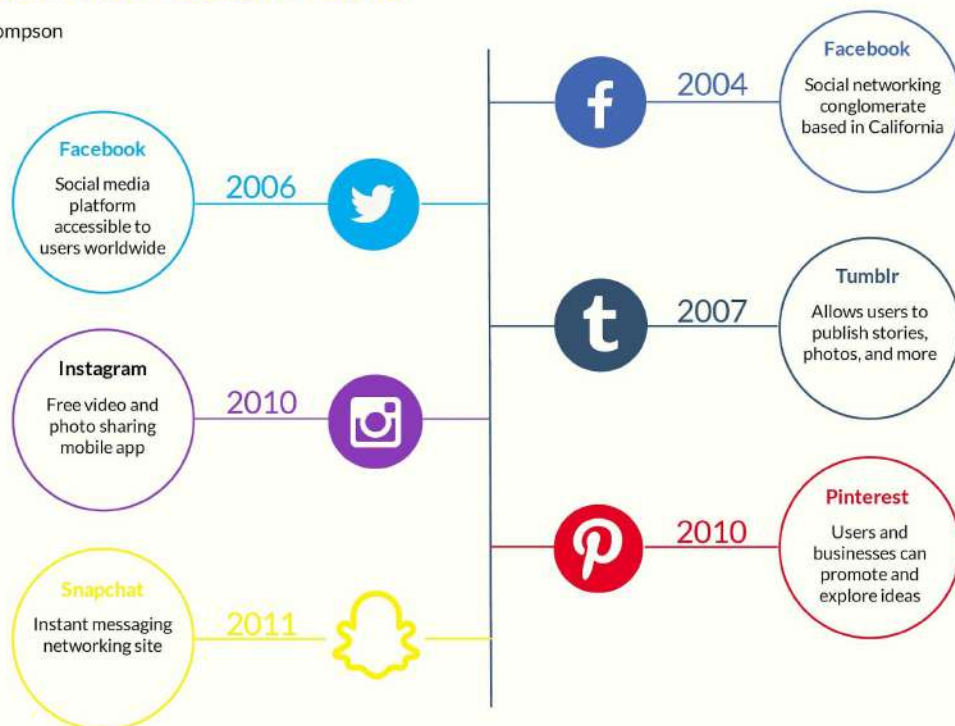 ompson
2004
Facebook
Social networking
conglomerate
based in California
Facebook
Social media
platform
accessible to
users worldwide
2006
2007
Tumblr
Allows users to
publish stories,
photos, and more
Instagram
Free video and
photo sharing
mobile app
2010
2010
Pinterest
Users and
businesses can
promote and
explore ideas
Snapchat
Instant messaging
networking site
2011